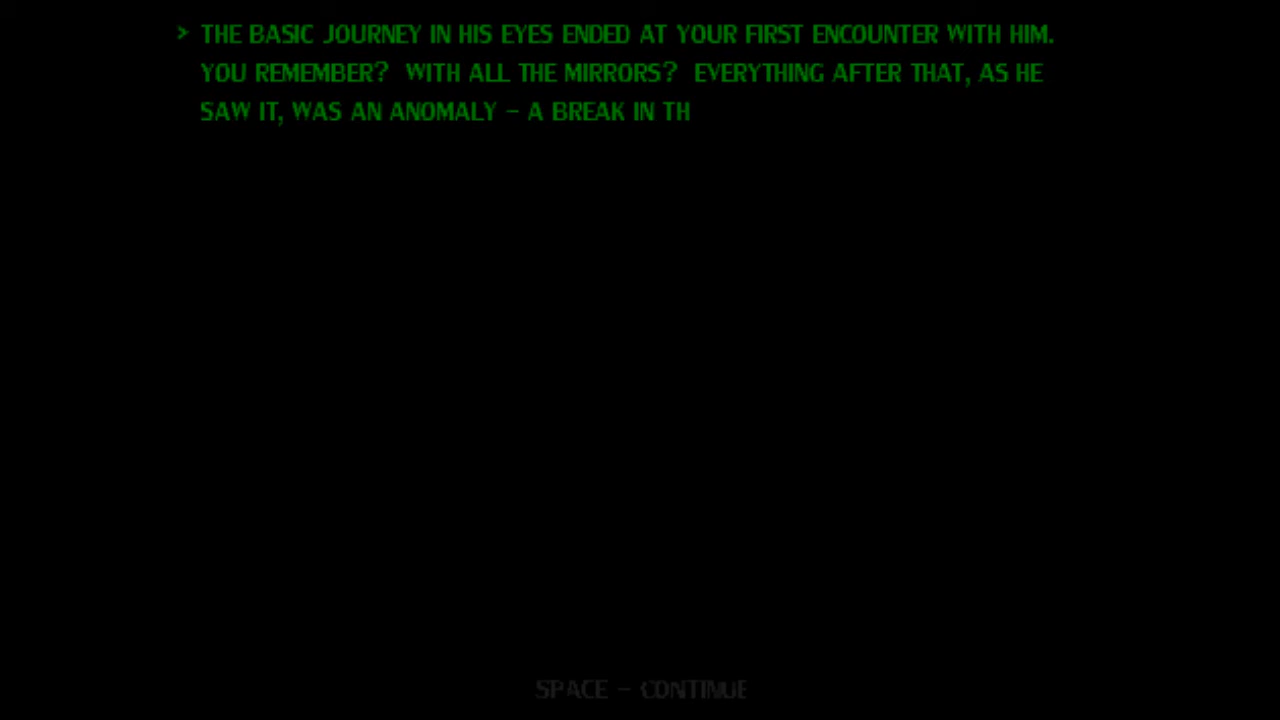 > THE BASIC JOURNEY IN HIS EYES ENDED AT YOUR FIRST ENCOUNTER WITH HIM.
YOU REMEMBER?  WITH ALL THE MIRRORS?  EVERYTHING AFTER THAT, AS HE
SAW IT, WAS AN ANOMALY - A BREAK IN TH
SPACE - CONTINUE